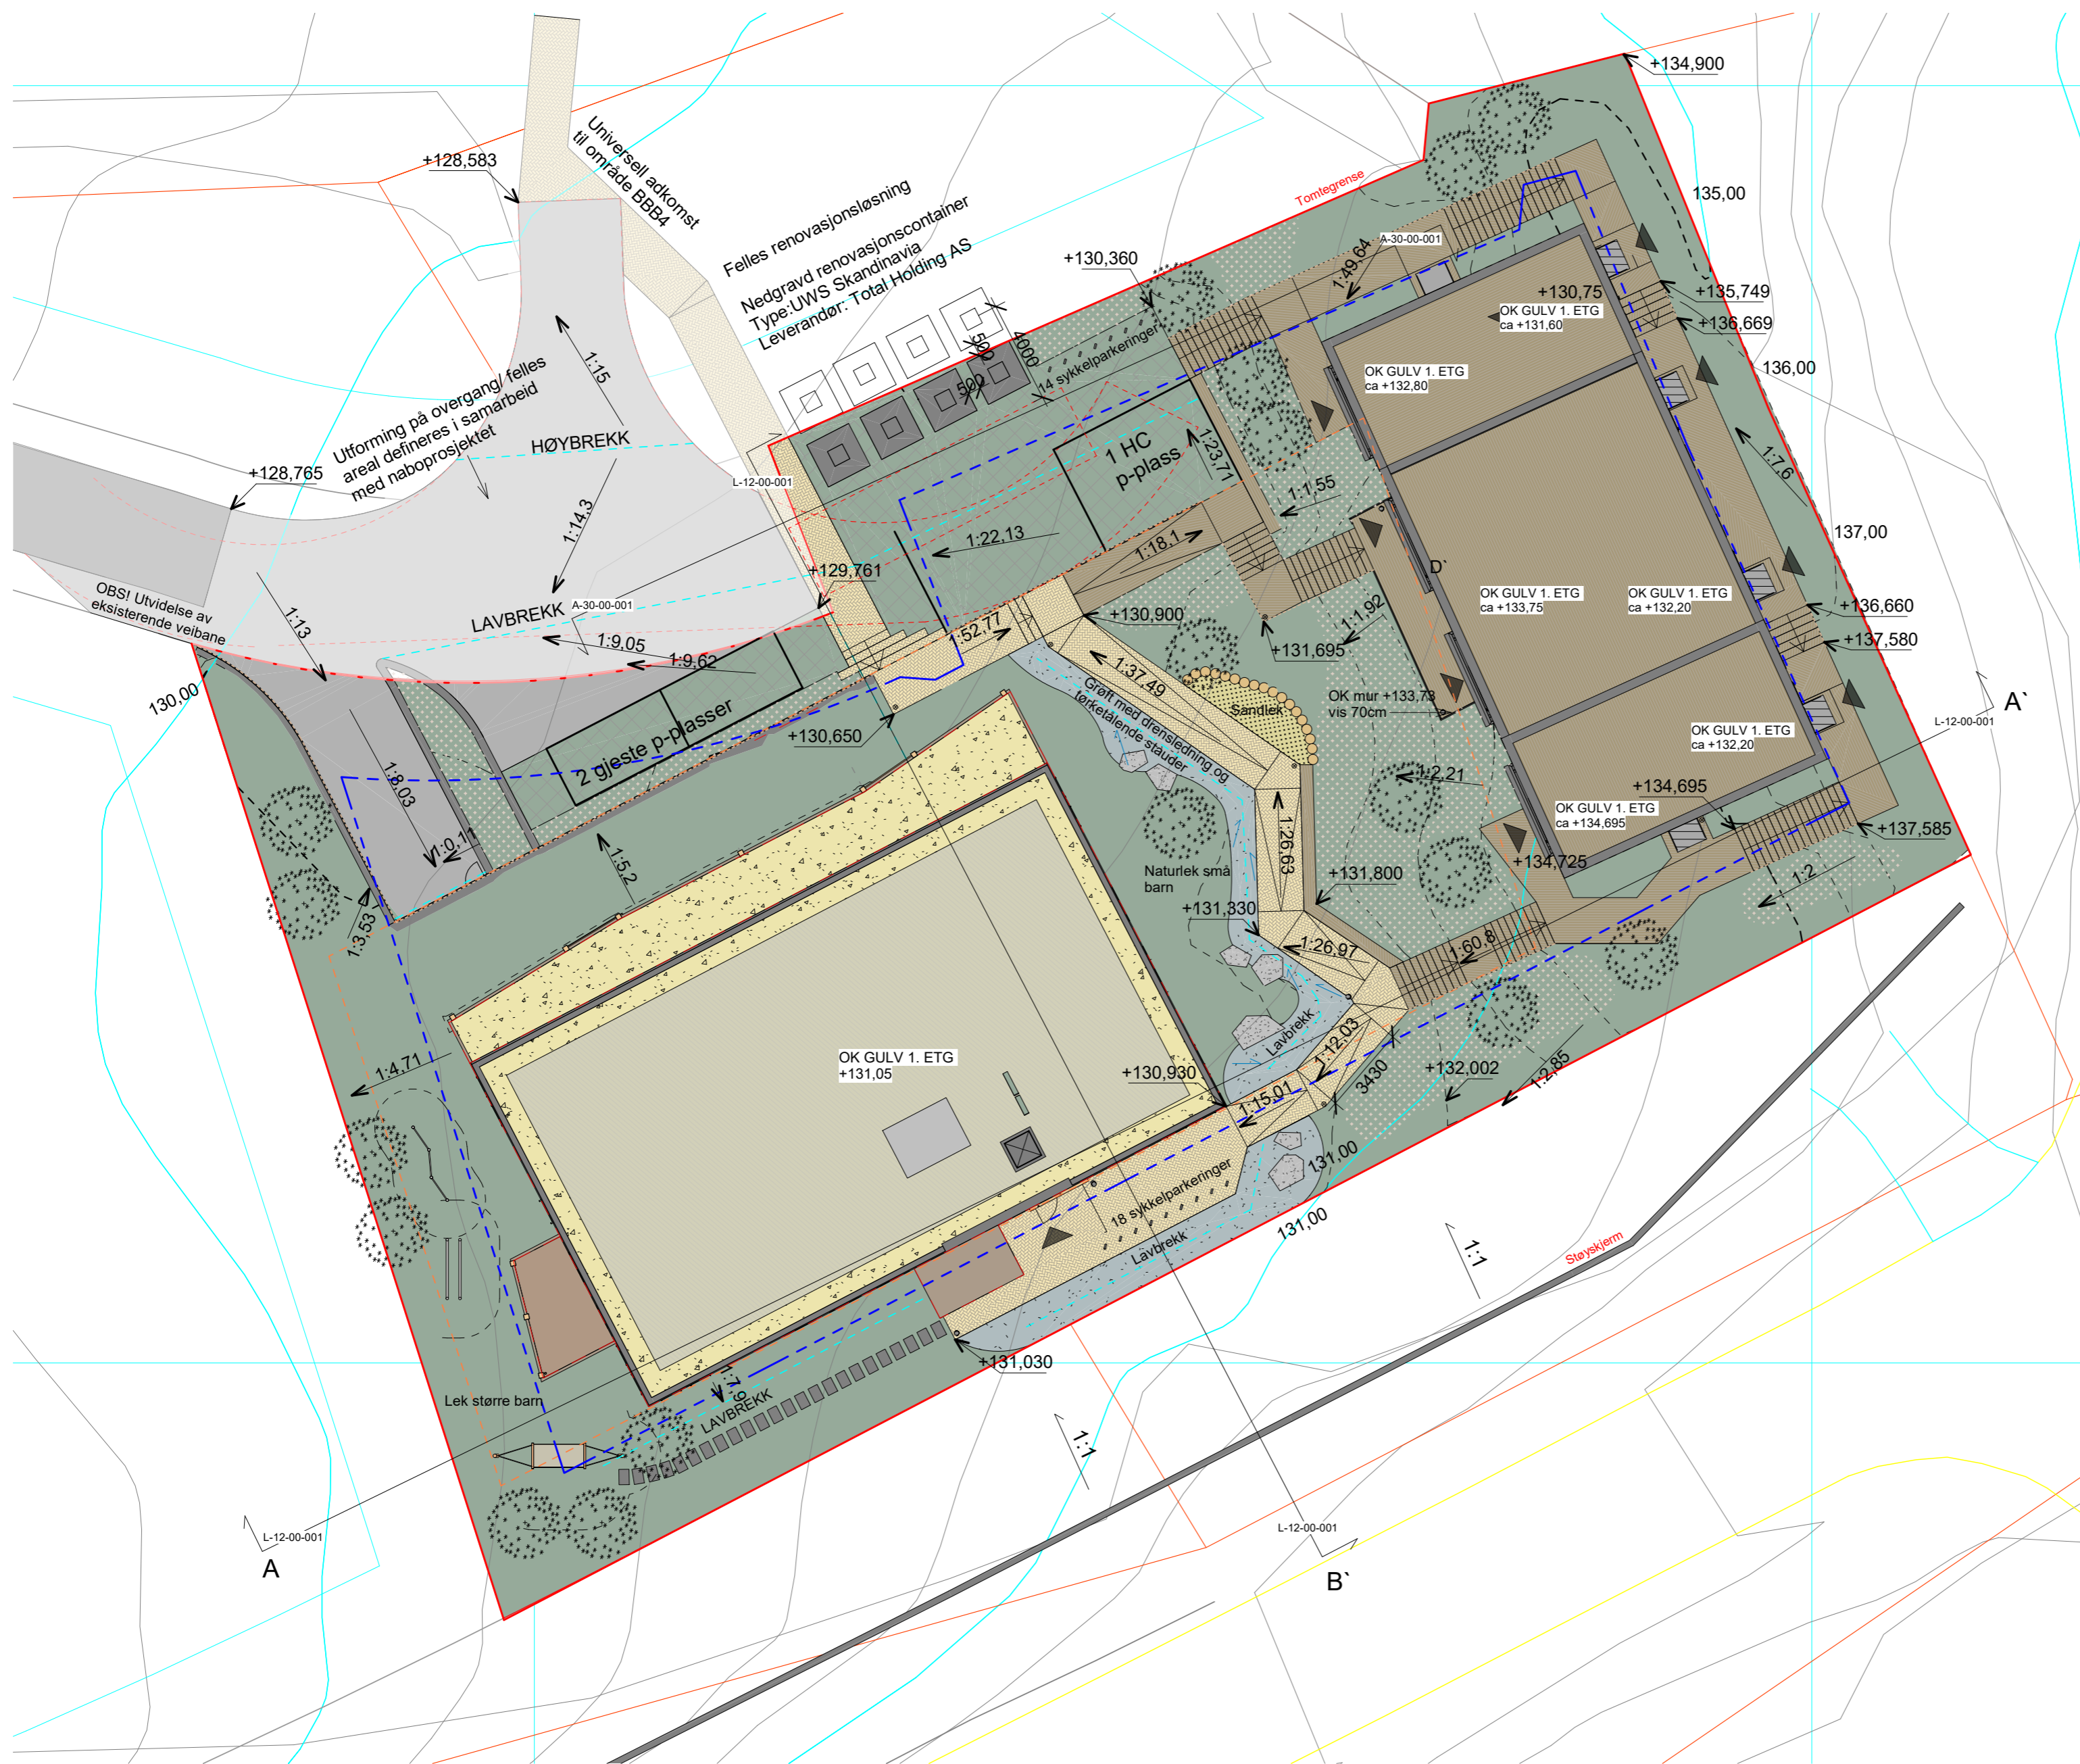 +134,900
Universell adkomst
til område BBB4
+128,583
Felles renovasjonsløsning
Nedgravd renovasjonscontainer
Type:UWS Skandinavia
Leverandør: Total Holding AS
Tomtegrense
135,00
+130,360
1:49,64
A-30-00-001
+130,75
OK GULV 1. ETG
ca +131,60
+135,749
+136,669
136,00
1:15
500
4000
500
14 sykkelparkeringer
OK GULV 1. ETG
ca +132,80
Utforming på overgang/ felles
areal defineres i samarbeid
med naboprosjektet
HØYBREKK
+128,765
1:14,3
L-12-00-001
1 HC
p-plass
1:23,71
1:1,55
1:7,6
137,00
1:22,13
1:18,1
+129,761
D`
OBS! Utvidelse av
eksisterende veibane
1:13
LAVBREKK
A-30-00-001
1:9,05
1:9,62
1:52,77
+130,900
+131,695
1:1,92
OK GULV 1. ETG
ca +133,75
OK GULV 1. ETG
ca +132,20
+136,660
+137,580
130,00
1:37,49
Grøft med drensledning og
tørketålende stauder
Sandlek
OK mur +133,73
vis 70cm
A`
L-12-00-001
2 gjeste p-plasser
+130,650
OK GULV 1. ETG
ca +132,20
1:8,03
1:2,21
+134,695
OK GULV 1. ETG
ca +134,695
+137,585
1:0,11
1:5,2
1:26,63
+134,725
Naturlek små
barn
+131,800
1:2
+131,330
1:3,53
1:26,97
1:60,8
Lavbrekk
1:12,03
OK GULV 1. ETG
+131,05
1:4,71
+130,930
1:15,01
3430
+132,002
1:2,85
131,00
18 sykkelparkeringer
Lavbrekk
131,00
1:1
Støyskjerm
+131,030
1:7,9
LAVBREKK
Lek større barn
1:1
L-12-00-001
A
L-12-00-001
B`